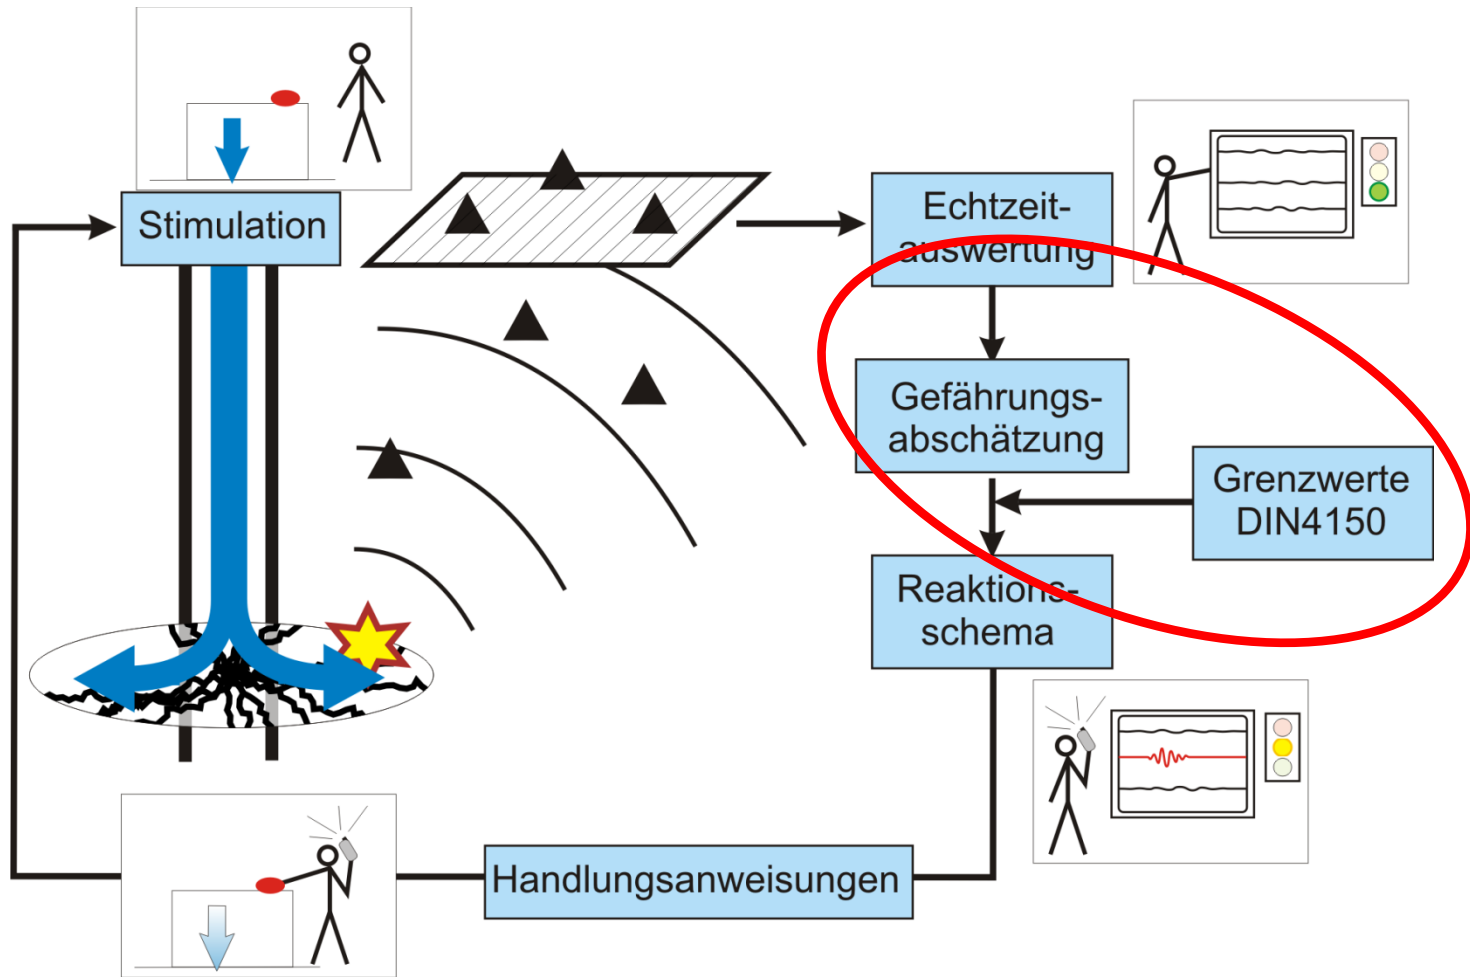 Stimulation
Echtzeit-
auswertung
Gefährungs-
abschätzung
Grenzwerte
DIN4150
Reaktions-
schema
Handlungsanweisungen